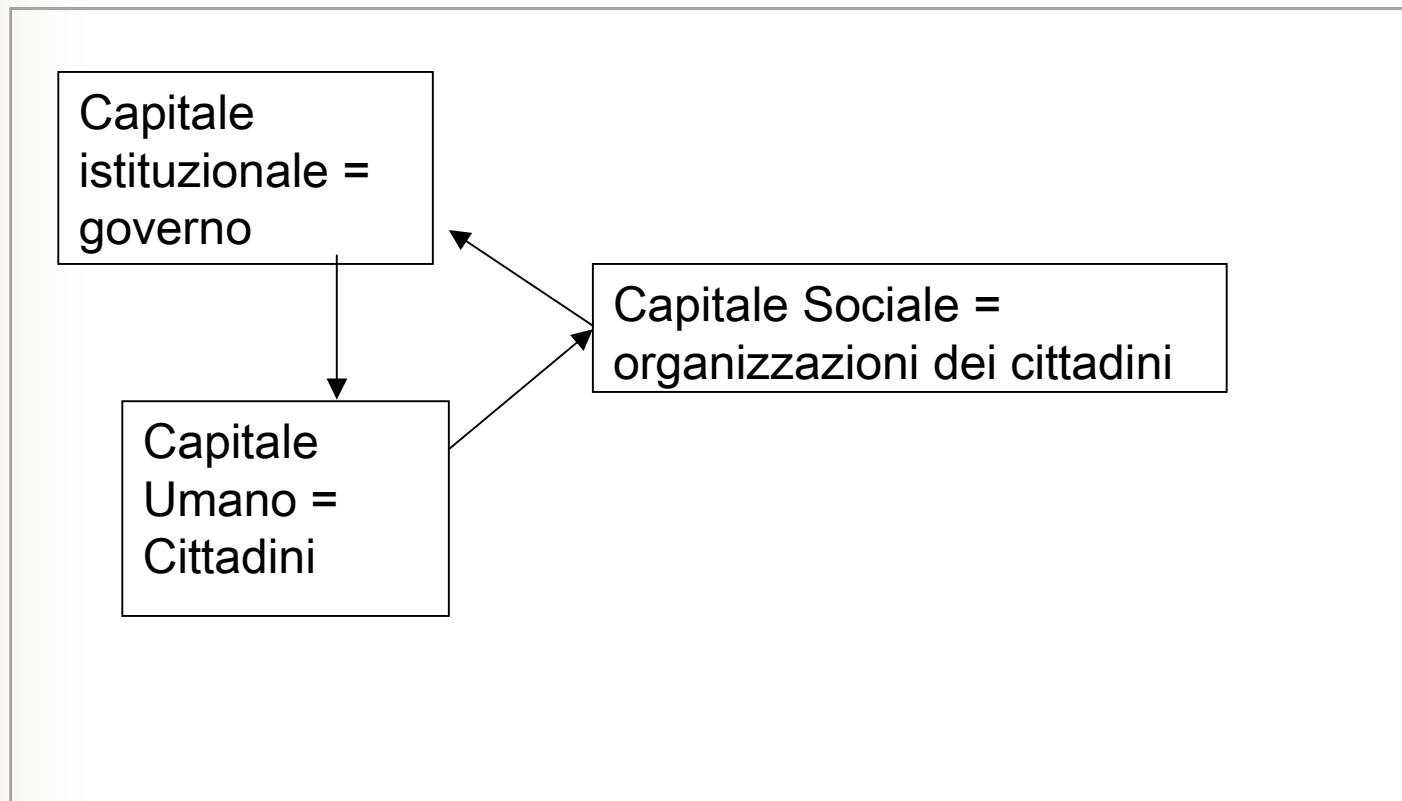 Capitale
istituzionale =
governo
Capitale Sociale =
organizzazioni dei cittadini
Capitale
Umano =
Cittadini